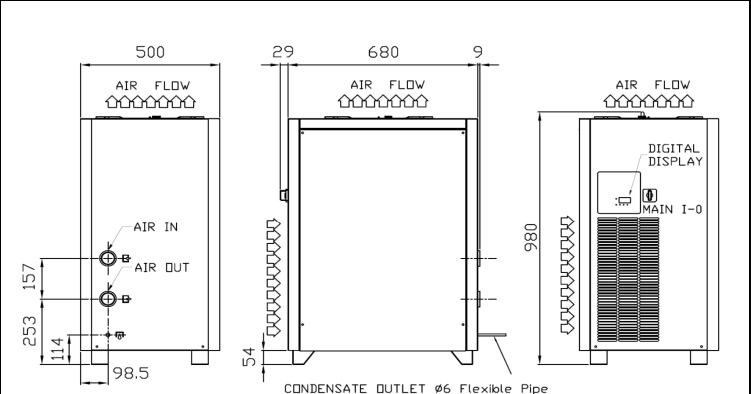 500
29
680
9
AIR FLOW
AIR FLOW
AIR FLOW
DIGITAL
DISPLAY
MAIN I-0
AIR IN
AIR OUT
980
157
253
114
98.5
54
CONDENSATE OUTLET ø6 Flexible Pipe